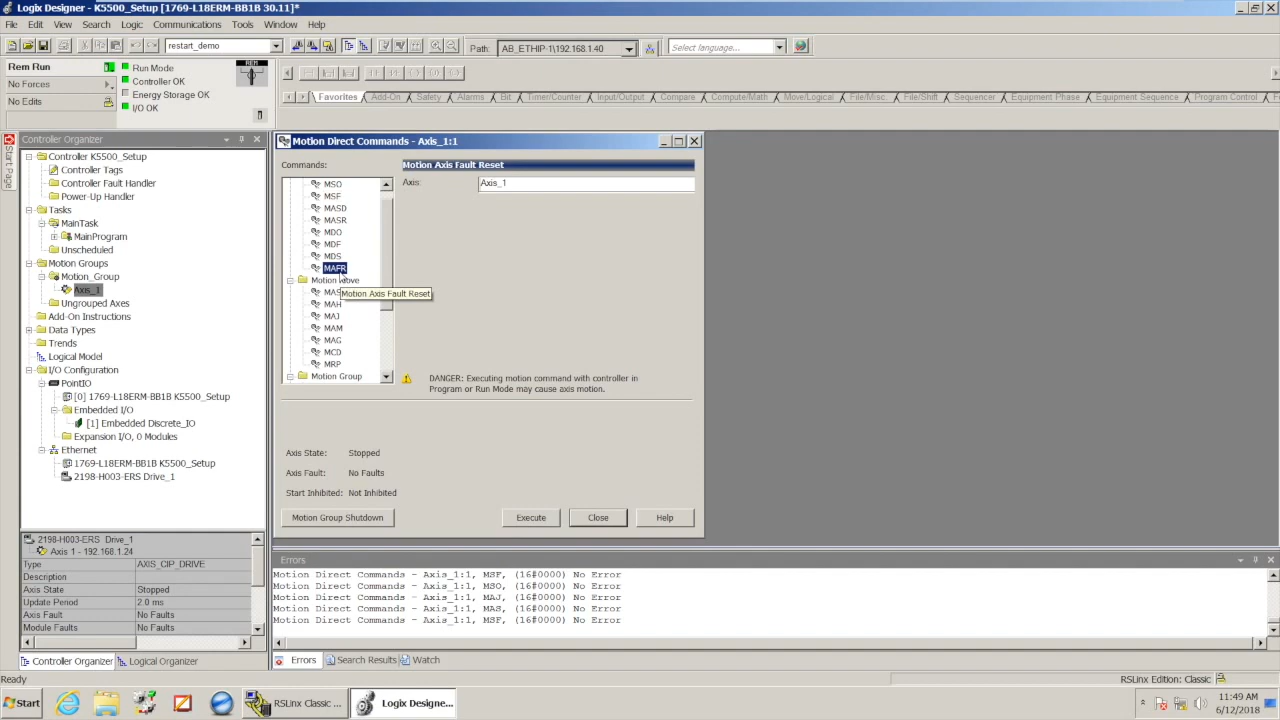 Logix Designer - K5500_Setup [1769-L18ERM-BB1B 30.11]*
File Edit View Search Logic Communications Tools Window Help
restart_demo
Path: AB_ETHIP-1\192.168.1.40
Select language...
Rem Run
No Forces
No Edits
Run Mode
Controller OK
Energy Storage OK
I/O OK
REM
Favorites Add-On Safety Alarms Bit Timer/Counter Input/Output Compare Compute/Math Move/Logical File/Misc. File/Shift Sequencer Equipment Phase Equipment Sequence Program Control
Start Page
Controller Organizer
Controller K5500_Setup
Controller Tags
Controller Fault Handler
Power-Up Handler
Tasks
MainTask
MainProgram
Unscheduled
Motion Groups
Motion_Group
Axis_1
Ungrouped Axes
Add-On Instructions
Data Types
Trends
Logical Model
I/O Configuration
PointIO
[0] 1769-L18ERM-BB1B K5500_Setup
Embedded I/O
[1] Embedded Discrete_IO
Expansion I/O, 0 Modules
Ethernet
1769-L18ERM-BB1B K5500_Setup
2198-H003-ERS Drive_1
2198-H003-ERS Drive_1
Axis 1 - 192.168.1.24
Type AXIS_CIP_DRIVE
Description
Axis State Stopped
Update Period 2.0 ms
Axis Fault No Faults
Module Faults No Faults
Controller Organizer Logical Organizer
Motion Direct Commands - Axis_1:1
Commands:
MSO
MSF
MASD
MASR
MDO
MDF
MDS
MAFR
Motion Move
MAS
Motion Axis Fault Reset
MAH
MAJ
MAM
MAG
MCD
MRP
Motion Group
Motion Axis Fault Reset
Axis: Axis_1
DANGER: Executing motion command with controller in
Program or Run Mode may cause axis motion.
Axis State: Stopped
Axis Fault: No Faults
Start Inhibited: Not Inhibited
Motion Group Shutdown Execute Close Help
Errors
Motion Direct Commands - Axis_1:1, MSF, (16#0000) No Error
Motion Direct Commands - Axis_1:1, MSO, (16#0000) No Error
Motion Direct Commands - Axis_1:1, MAJ, (16#0000) No Error
Motion Direct Commands - Axis_1:1, MAS, (16#0000) No Error
Motion Direct Commands - Axis_1:1, MSF, (16#0000) No Error
Errors Search Results Watch
Ready
RSLinx Edition: Classic
Start
RSLinx Classic ...
Logix Designe...
11:49 AM
6/12/2018